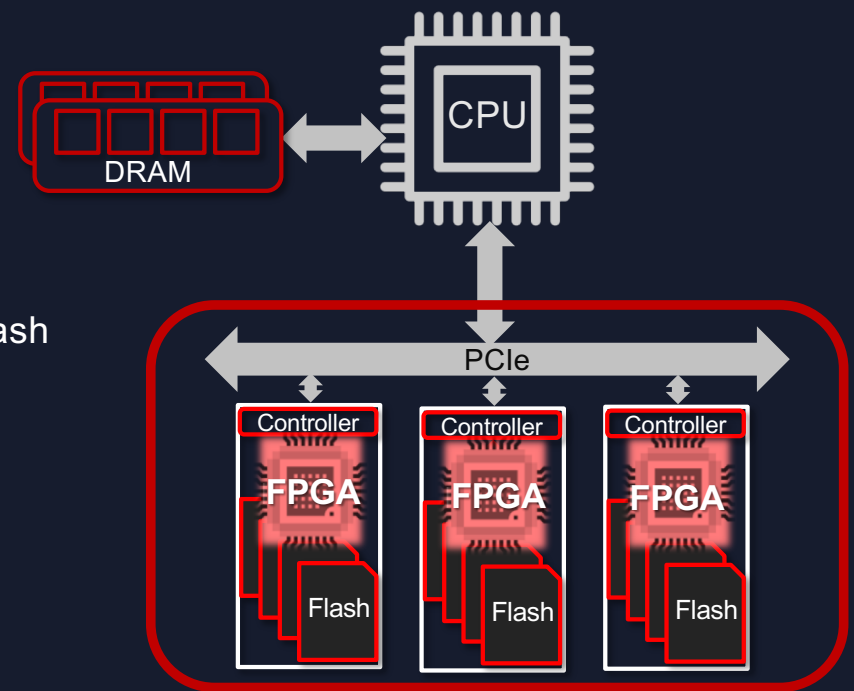 CPU
DRAM
ash
PCIe
Controller
Controller
Controller
FPGA
FPGA
FPGA
Flash
Flash
Flash